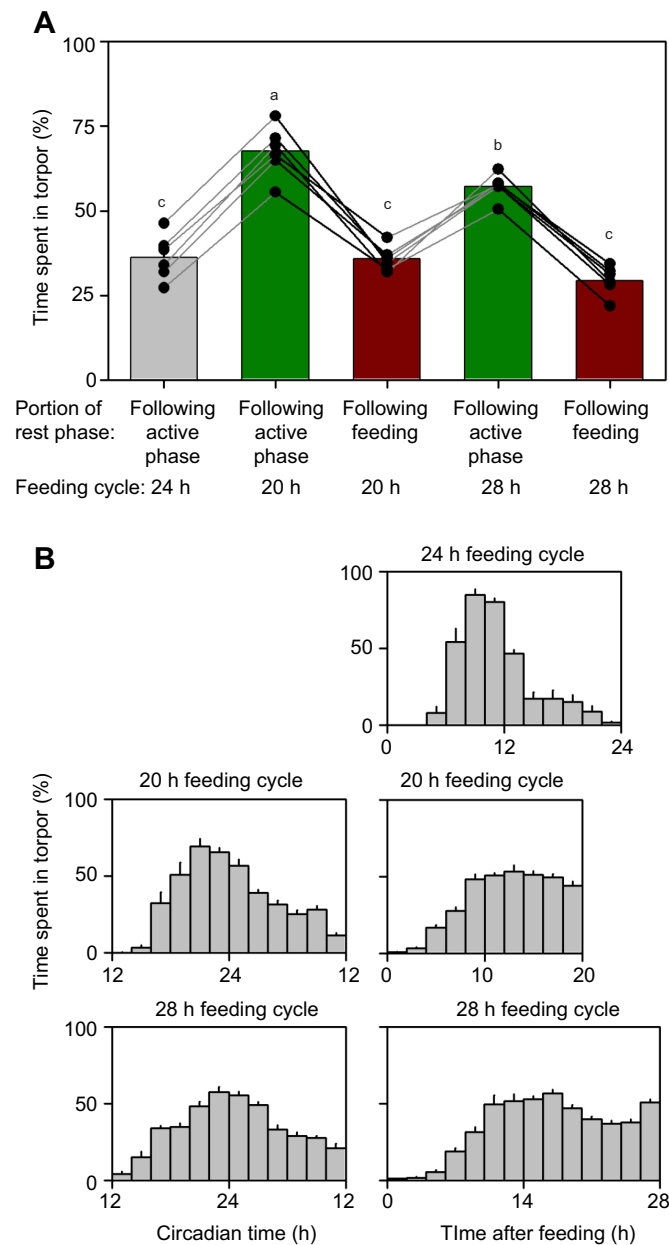 A
100
75
50
25
0
Time spent in torpor (%)
c
a
c
b
c
Portion of
rest phase:
Following
active
phase
Following
active
phase
Following
feeding
Following
active
phase
Following
feeding
Feeding cycle: 24 h 20 h 20 h 28 h 28 h
B
24 h feeding cycle
100
50
0
0 12 24
Time spent in torpor (%)
20 h feeding cycle
100
50
0
12 24 12
20 h feeding cycle
0 10 20
28 h feeding cycle
100
50
0
12 24 12
Circadian time (h)
28 h feeding cycle
0 14 28
TIme after feeding (h)